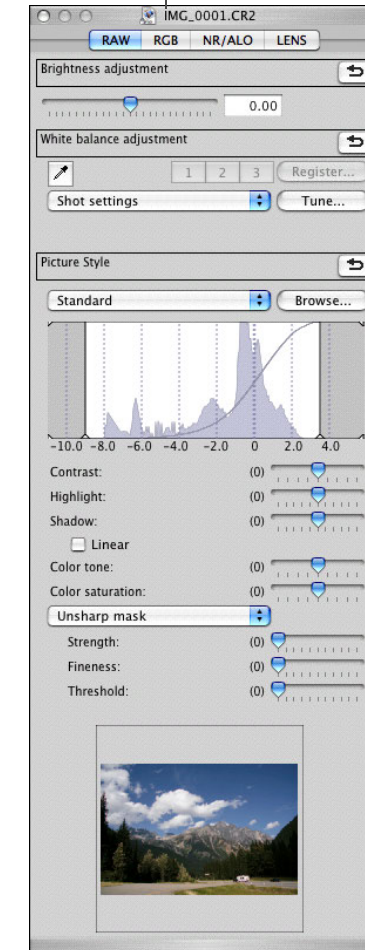 IMG_0001.CR2
RAW RGB NR/ALO LENS
Brightness adjustment
0.00
White balance adjustment
1 2 3 Register...
Shot settings Tune...
Picture Style
Standard Browse...
-10.0 -8.0 -6.0 -4.0 -2.0 0 2.0 4.0
Contrast: (0)
Highlight: (0)
Shadow: (0)
Linear
Color tone: (0)
Color saturation: (0)
Unsharp mask
Strength: (0)
Fineness: (0)
Threshold: (0)